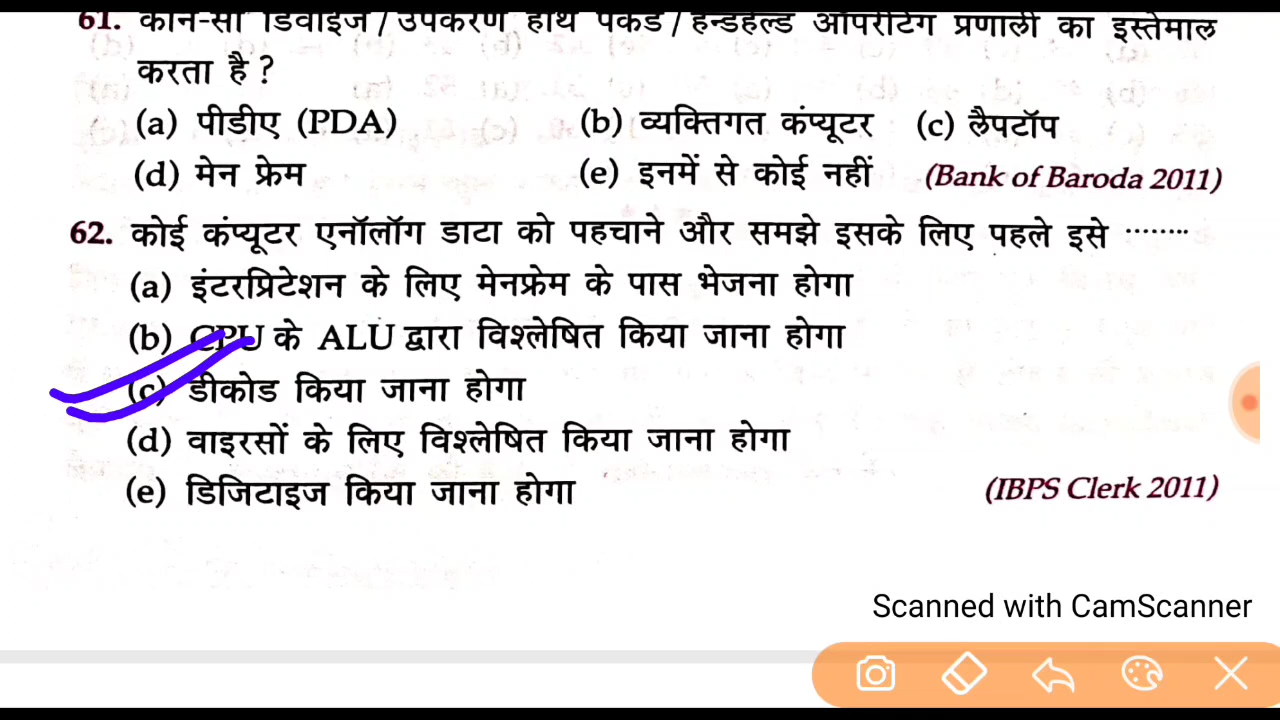 61. कौन-सा डिवाइज / उपकरण हाथ पकड / हेन्डहेल्ड ऑपरेटिंग प्रणाली का इस्तेमाल
करता है ?
(a) पीडीए (PDA) (b) व्यक्तिगत कंप्यूटर (c) लैपटॉप
(d) मेन फ्रेम (e) इनमें से कोई नहीं (Bank of Baroda 2011)
62. कोई कंप्यूटर एनॉलॉग डाटा को पहचाने और समझे इसके लिए पहले इसे ········
(a) इंटरप्रिटेशन के लिए मेनफ्रेम के पास भेजना होगा
(b) CPU के ALU द्वारा विश्लेषित किया जाना होगा
(c) डीकोड किया जाना होगा
(d) वाइरसों के लिए विश्लेषित किया जाना होगा
(e) डिजिटाइज किया जाना होगा (IBPS Clerk 2011)
Scanned with CamScanner